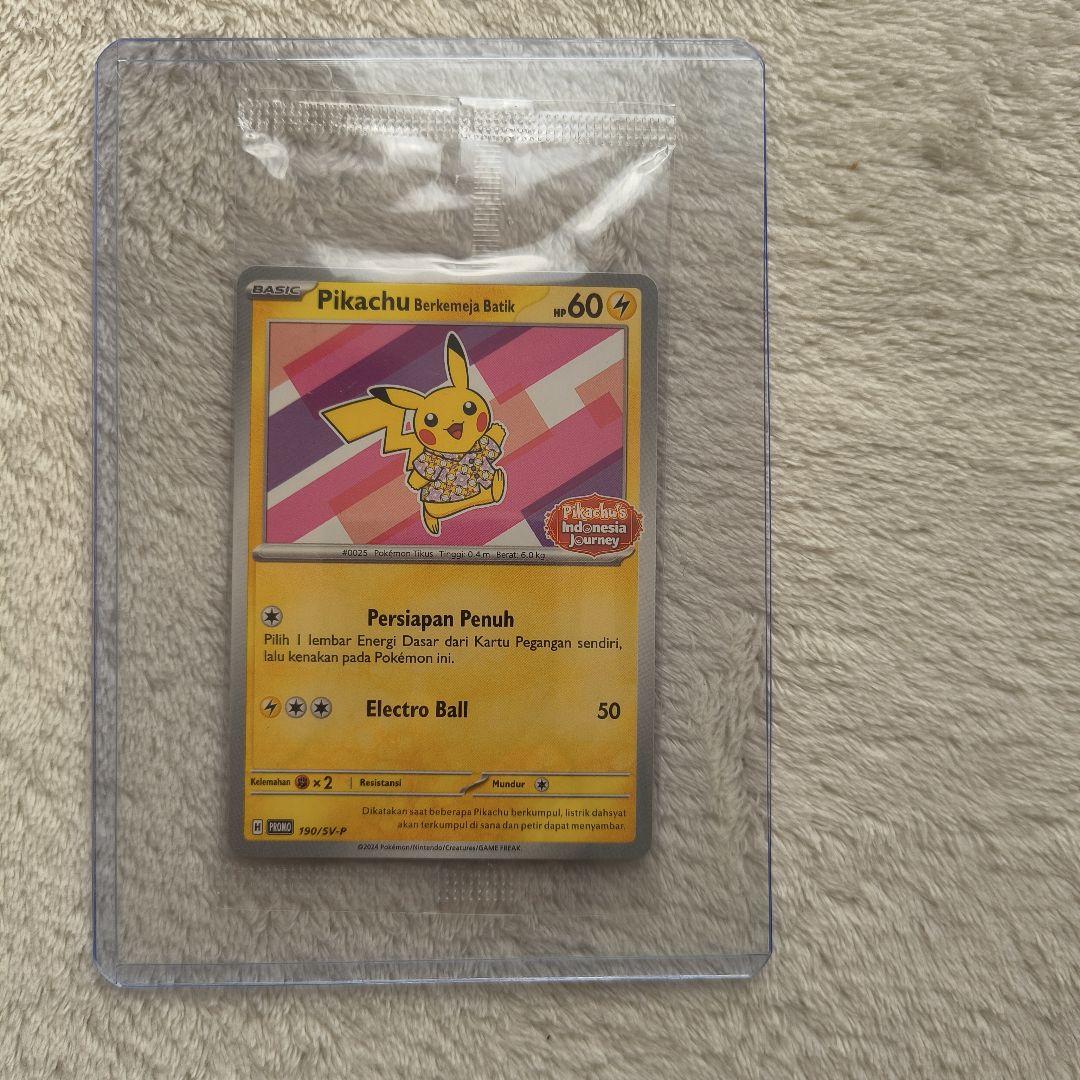 BASIC Pikachu Berkemeja Batik HP 60
Pikachu's
Indonesia
Journey
#0025 Pokémon Tikus Tinggi: 0.4 m Berat: 6.0 kg
Persiapan Penuh
Pilih 1 lembar Energi Dasar dari Kartu Pegangan sendiri,
lalu kenakan pada Pokémon ini.
Electro Ball 50
Kelemahan ×2 Resistansi Mundur
Dikatakan saat beberapa Pikachu berkumpul, listrik dahsyat
akan terkumpul di sana dan petir dapat menyambar.
H PROMO 190/SV-P
©2024 Pokémon/Nintendo/Creatures/GAME FREAK.